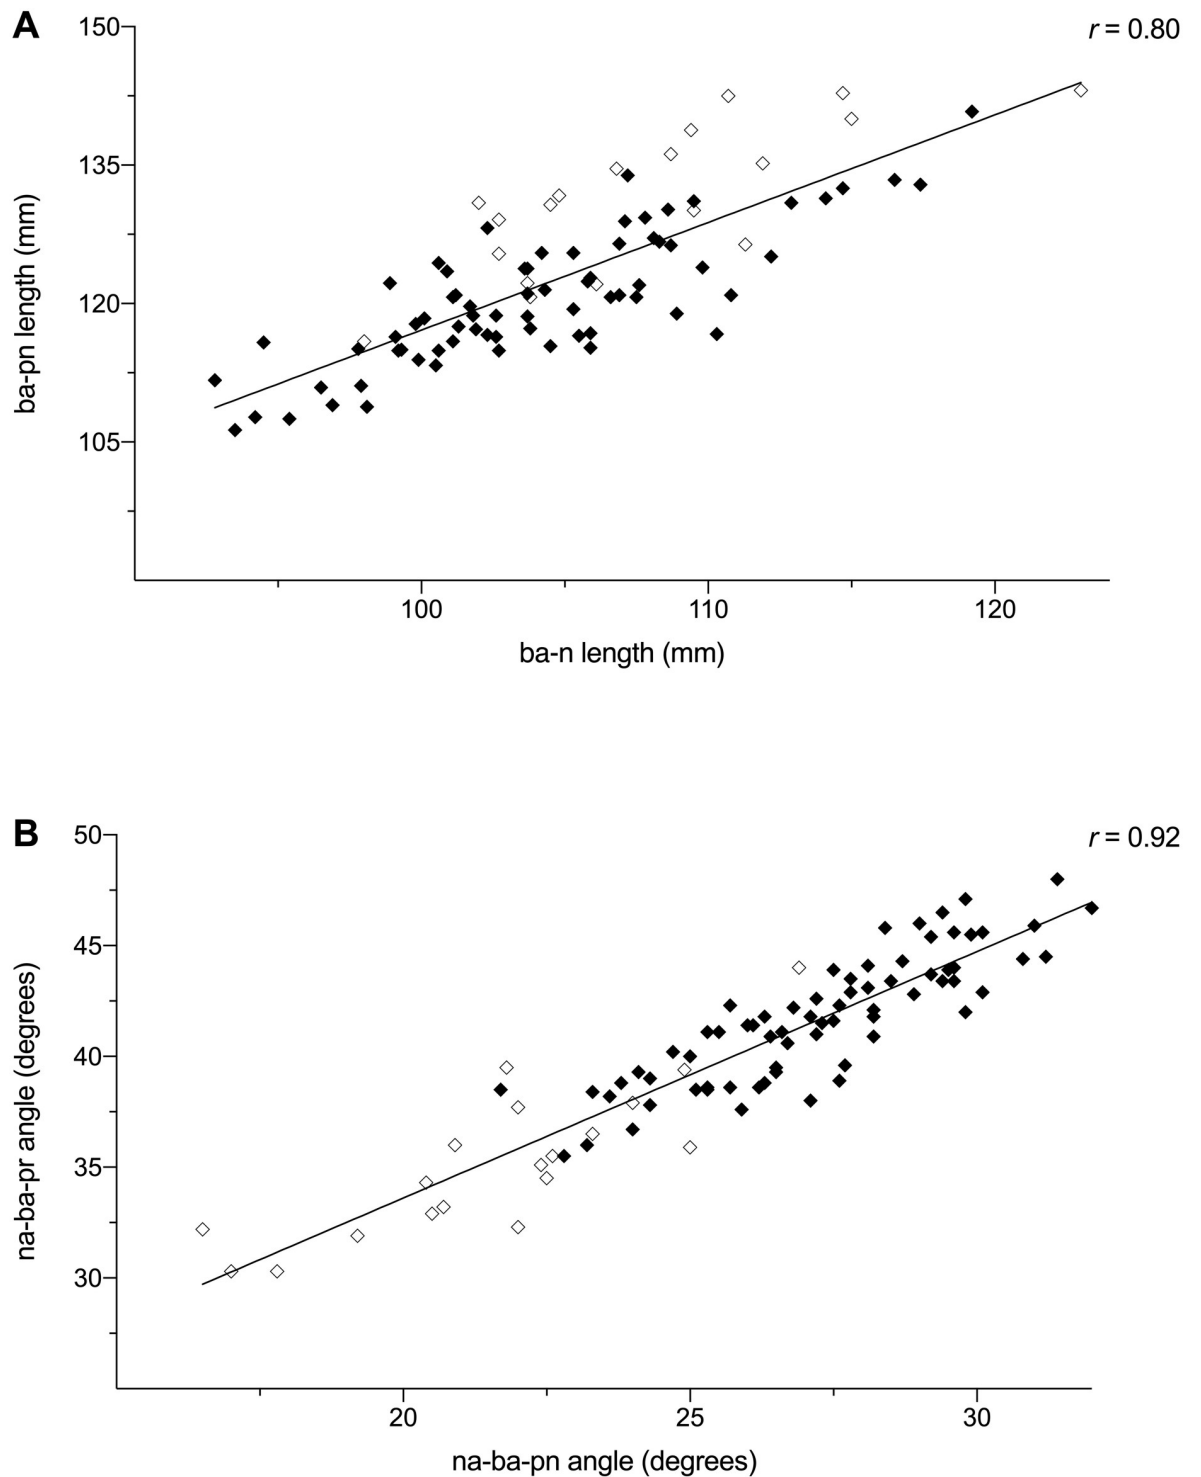 A
r = 0.80
150
135
120
105
ba-pn length (mm)
100 110 120
ba-n length (mm)
B
r = 0.92
50
45
40
35
30
na-ba-pr angle (degrees)
20 25 30
na-ba-pn angle (degrees)